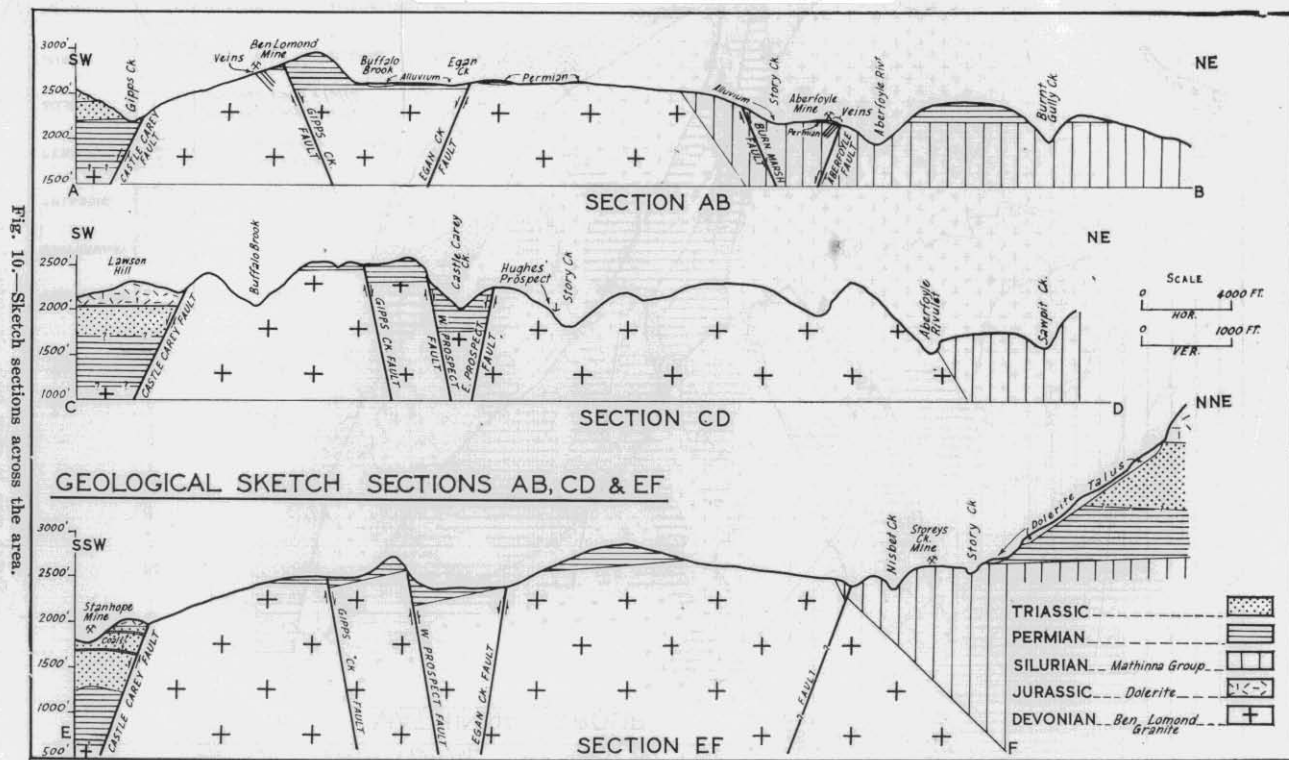 SW
NE
3000'
2500'
2000'
1500'
A
B
Gipps Ck
CASTLE CAREY
FAULT
Veins
Ben Lomond
Mine
GIPPS CK
FAULT
Buffalo
Brook
Alluvium
Egan
Ck
EGAN CK
FAULT
Permian
Alluvium
Story Ck
BURN MARSH
FAULT
Aberfoyle
Mine
Permian
Veins
ABERFOYLE
FAULT
Aberfoyle Rivt
Burnt
Gully Ck
SECTION AB
SW
NE
2500'
2000'
1500'
1000'
C
D
Lawson
Hill
CASTLE CAREY FAULT
Buffalo Brook
GIPPS CK FAULT
Castle Carey
Ck.
W. PROSPECT
FAULT
E. PROSPECT
FAULT
Hughes'
Prospect
Story Ck
Aberfoyle
Rivulet
Sawpit Ck.
SCALE
0 4000 FT.
HOR.
0 1000 FT.
VER.
SECTION CD
GEOLOGICAL SKETCH SECTIONS AB, CD & EF
SSW
NNE
3000'
2500'
2000'
1500'
1000'
500'
E
F
Stanhope
Mine
Coal
CASTLE CAREY FAULT
GIPPS CK FAULT
W PROSPECT FAULT
EGAN CK FAULT
FAULT
Nisbet Ck
Storeys
Ck.
Mine
Story Ck
Dolerite Talus
SECTION EF
TRIASSIC
PERMIAN
SILURIAN Mathinna Group
JURASSIC Dolerite
DEVONIAN Ben Lomond
Granite
Fig. 10.—Sketch sections across the area.